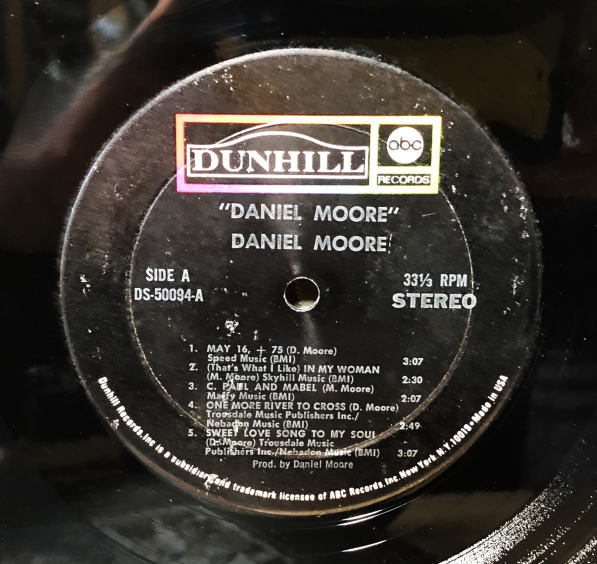 DUNHILL
abc
RECORDS
"DANIEL MOORE"
DANIEL MOORE
SIDE A
DS-50094-A
33⅓ RPM
STEREO
1. MAY 16, + 75 (D. Moore)
Speed Music (BMI) 3:07
2. (That's What I Like) IN MY WOMAN
(M. Moore) Skyhill Music (BMI) 2:30
3. C. PAUL AND MABEL (M. Moore)
Maffy Music (BMI) 2:07
4. ONE MORE RIVER TO CROSS (D. Moore)
Trousdale Music Publishers Inc./
Nebadon Music (BMI) 2:49
5. SWEET LOVE SONG TO MY SOUL
(D. Moore) Trousdale Music
Publishers Inc./Nebadon Music (BMI) 3:07
Prod. by Daniel Moore
Dunhill Records, Inc is a subsidiary and trademark licensee of ABC Records, Inc. New York N.Y. 10019 • Made in USA